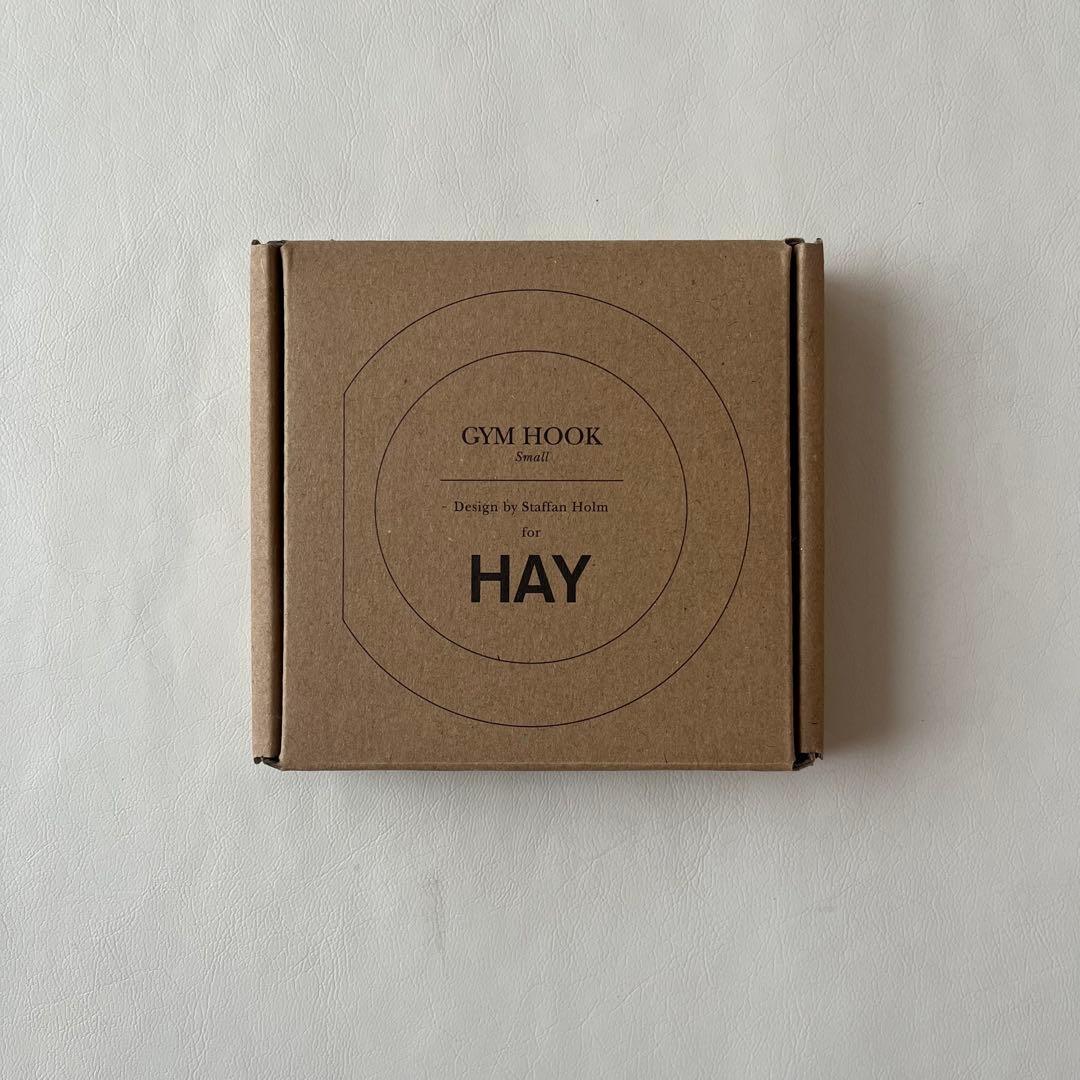 GYM HOOK
Small
- Design by Staffan Holm
for
HAY